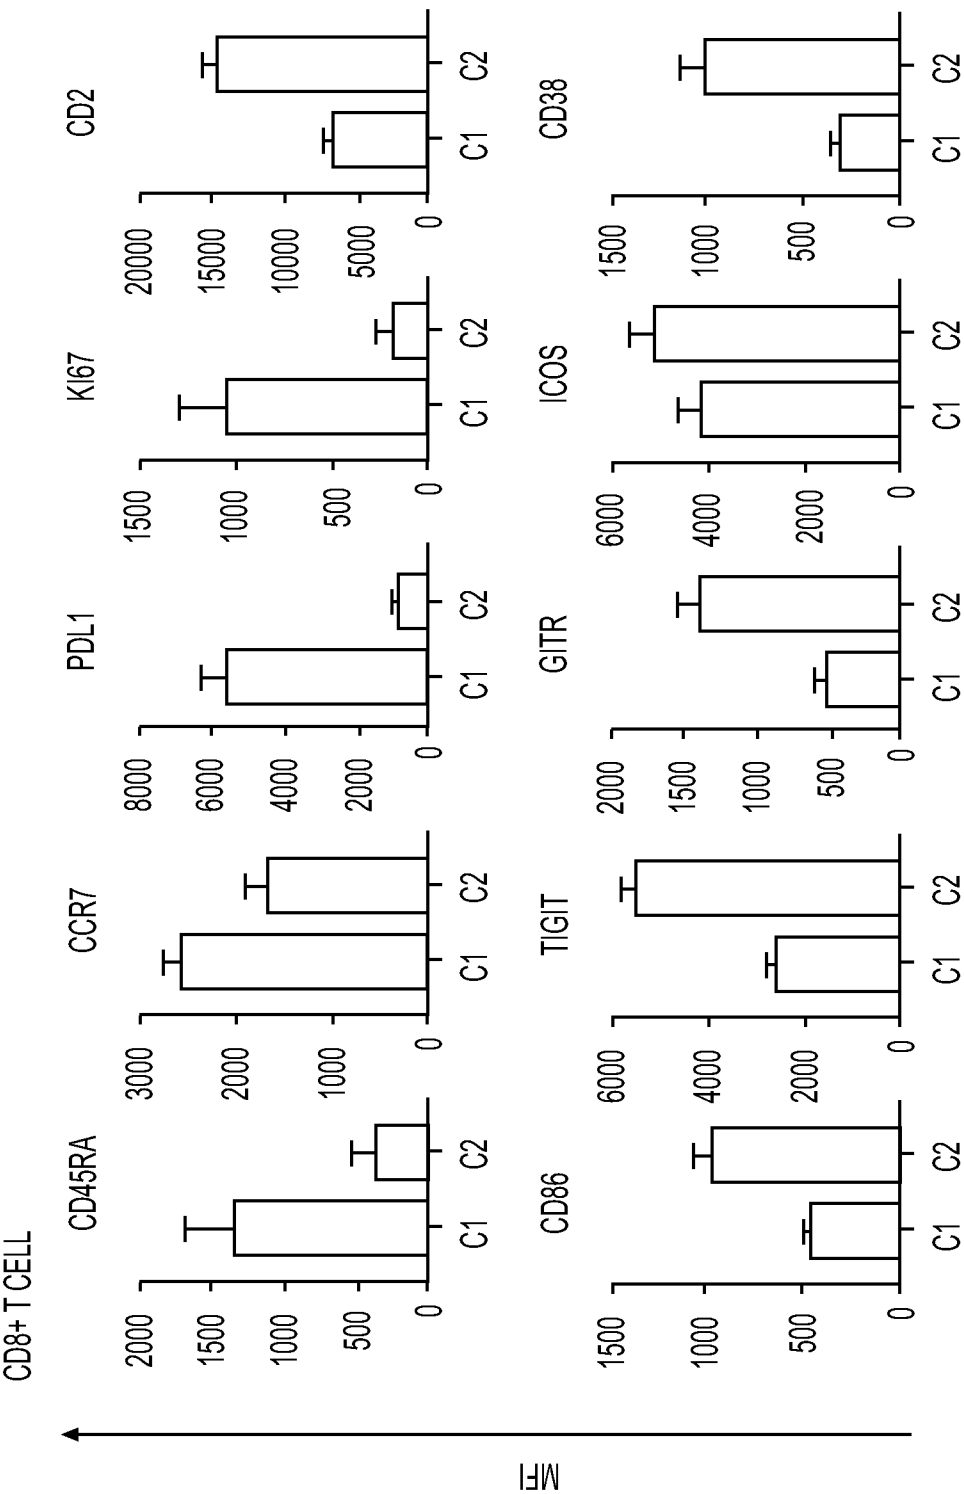 CD8+ T CELL
MFI
CD45RA
2000
1500
1000
500
0
C1 C2
CCR7
3000
2000
1000
0
C1 C2
PDL1
8000
6000
4000
2000
0
C1 C2
KI67
1500
1000
500
0
C1 C2
CD2
20000
15000
10000
5000
0
C1 C2
CD86
1500
1000
500
0
C1 C2
TIGIT
6000
4000
2000
0
C1 C2
GITR
2000
1500
1000
500
0
C1 C2
ICOS
6000
4000
2000
0
C1 C2
CD38
1500
1000
500
0
C1 C2